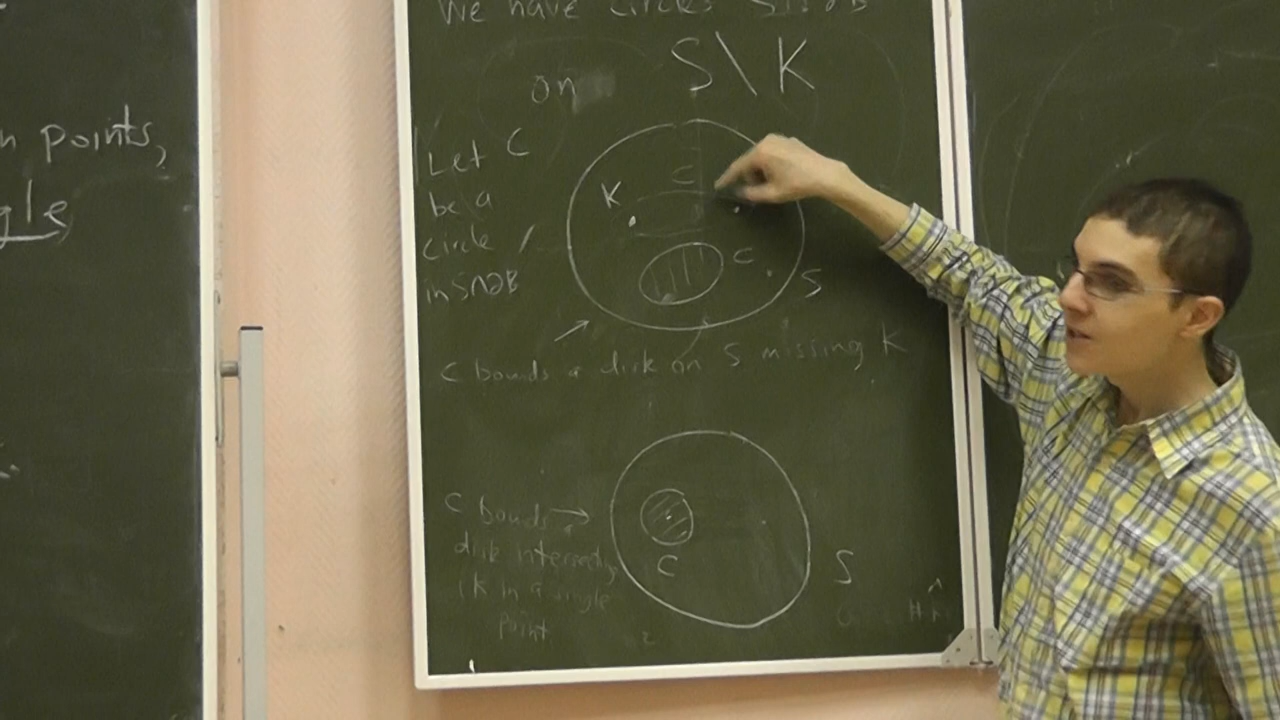 points,
We have circles S∩∂B
on S\K
Let C
be a
circle
in S∩∂B
C
K
C
S
C bounds a disk on S missing K
C bounds a
disk intersecting
K in a single
point
C
S